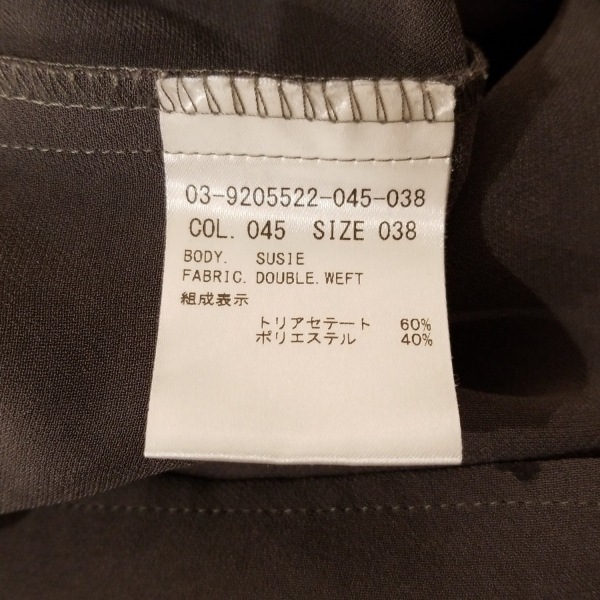 03-9205522-045-038
COL. 045 SIZE 038
BODY. SUSIE
FABRIC. DOUBLE. WEFT
組成表示
トリアセテート 60%
ポリエステル 40%